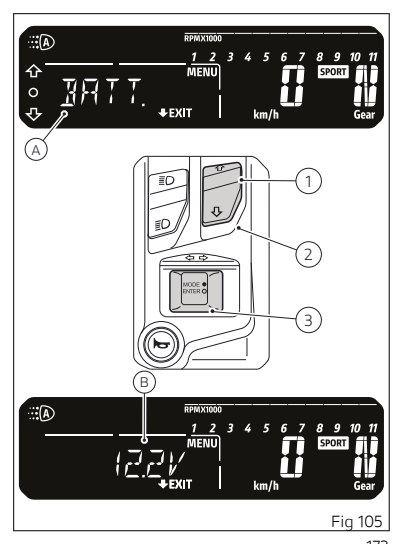 A
RPMX1000
1 2 3 4 5 6 7 8 9 10 11
MENU
SPORT
BATT.
0
N
EXIT
km/h
Gear
A
1
2
MODE
ENTER
3
B
A
RPMX1000
1 2 3 4 5 6 7 8 9 10 11
MENU
SPORT
12.2V
0
N
EXIT
km/h
Gear
Fig 105